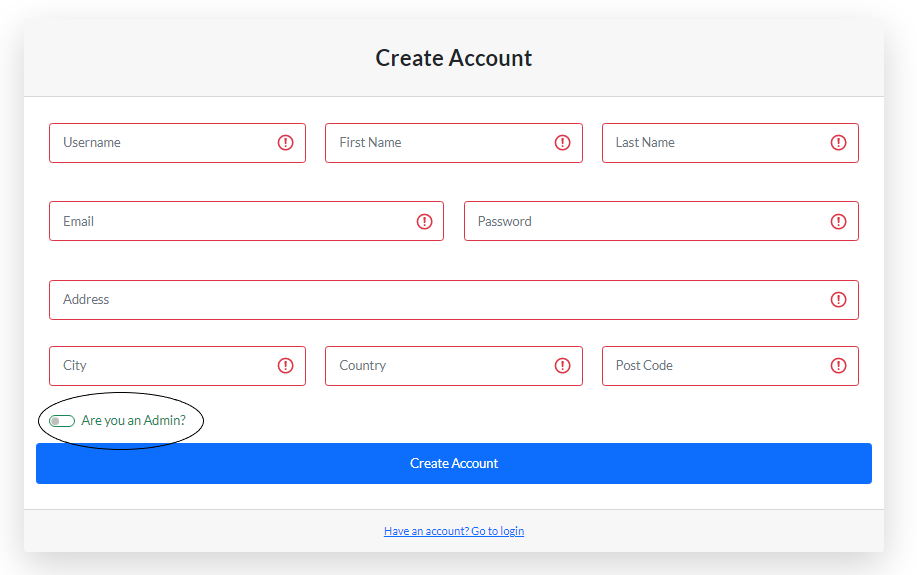 Create Account
Username First Name Last Name
Email Password
Address
City Country Post Code
Are you an Admin?
Create Account
Have an account? Go to login